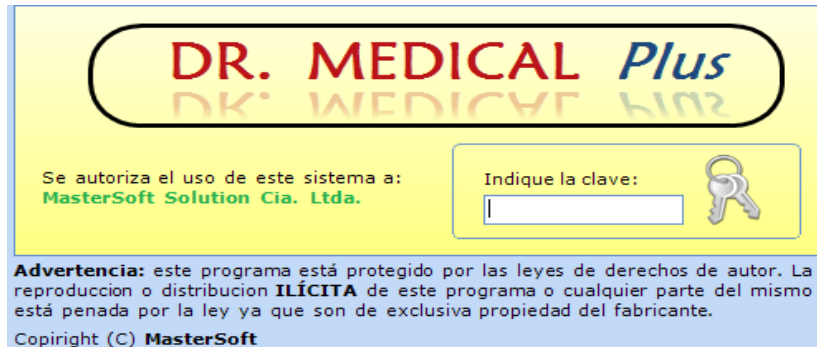 DR. MEDICAL Plus
Se autoriza el uso de este sistema a:
MasterSoft Solution Cia. Ltda.
Indique la clave:
Advertencia: este programa está protegido por las leyes de derechos de autor. La
reproduccion o distribucion ILÍCITA de este programa o cualquier parte del mismo
está penada por la ley ya que son de exclusiva propiedad del fabricante.
Copiright (C) MasterSoft